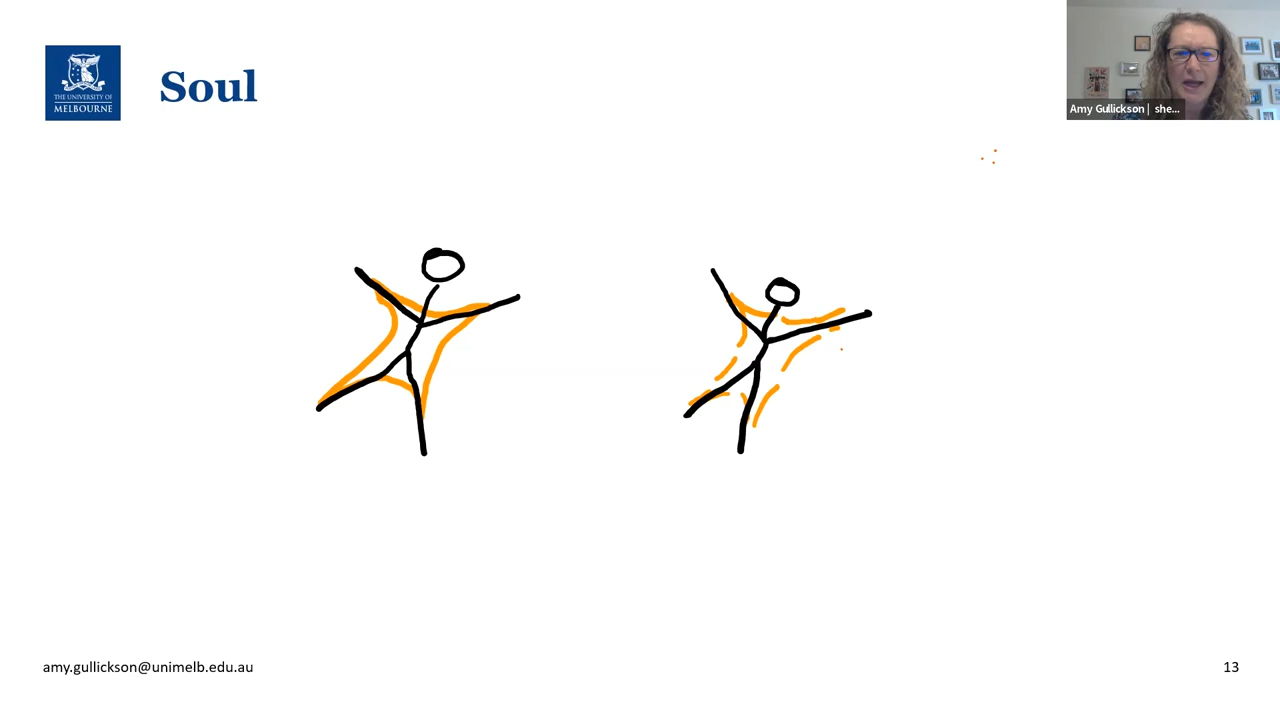 THE UNIVERSITY OF
MELBOURNE
Soul
Amy Gullickson | she...
amy.gullickson@unimelb.edu.au
13